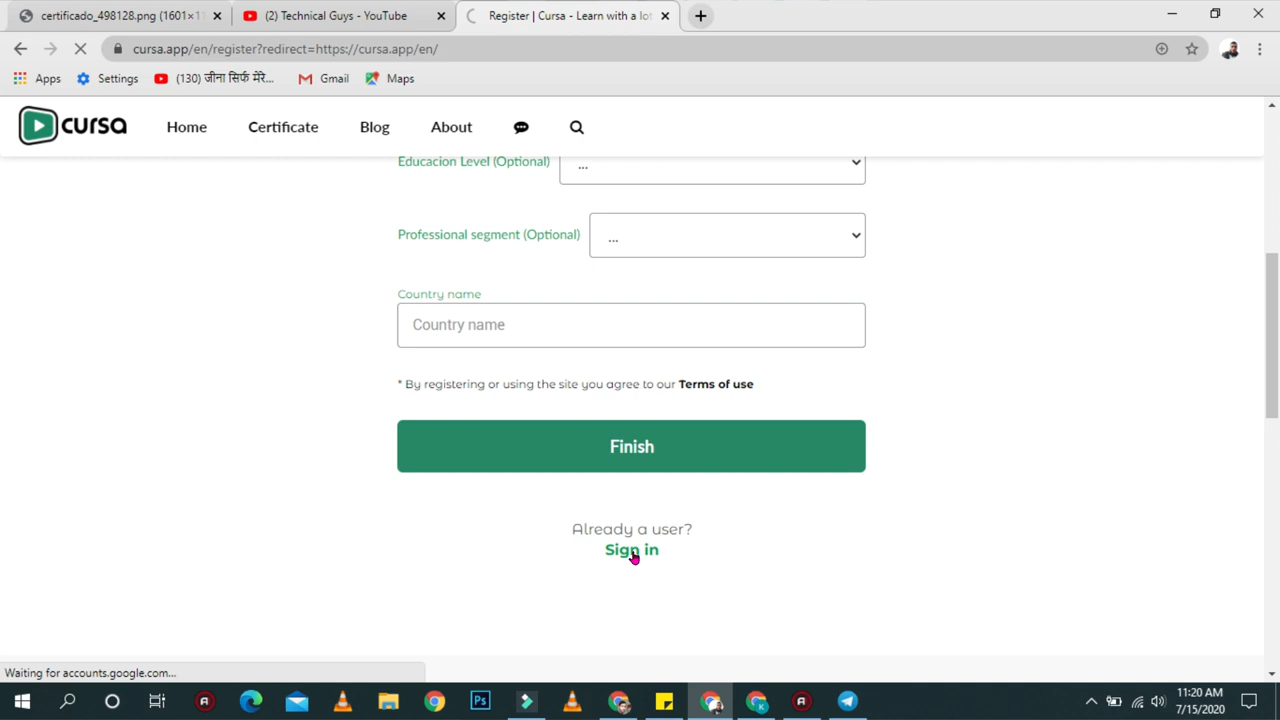 certificado_498128.png (1601×11
(2) Technical Guys - YouTube
Register | Cursa - Learn with a lot
cursa.app/en/register?redirect=https://cursa.app/en/
Apps
Settings
(130) जीना सिर्फ मेरे...
Gmail
Maps
cursa
Home
Certificate
Blog
About
Educacion Level (Optional)
...
Professional segment (Optional)
...
Country name
Country name
* By registering or using the site you agree to our Terms of use
Finish
Already a user?
Sign in
Waiting for accounts.google.com...
Ps
K
11:20 AM
7/15/2020